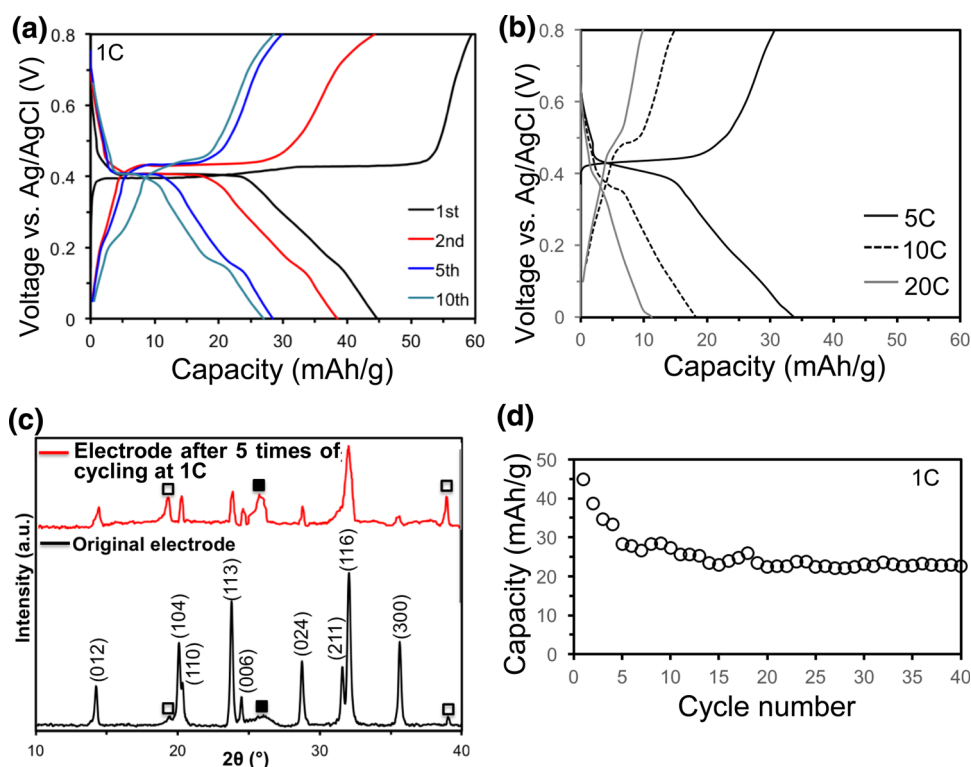 (a)
1C
Voltage vs. Ag/AgCl (V)
0.8
0.6
0.4
0.2
0
0 10 20 30 40 50 60
Capacity (mAh/g)
1st
2nd
5th
10th
(b)
Voltage vs. Ag/AgCl (V)
0.8
0.6
0.4
0.2
0
0 10 20 30 40 50 60
Capacity (mAh/g)
5C
10C
20C
(c)
Electrode after 5 times of
cycling at 1C
Original electrode
Intensity (a.u.)
(012)
(104)
(110)
(113)
(006)
(024)
(211)
(116)
(300)
10 20 30 40
2θ (°)
(d)
1C
Capacity (mAh/g)
50
40
30
20
10
0
0 5 10 15 20 25 30 35 40
Cycle number